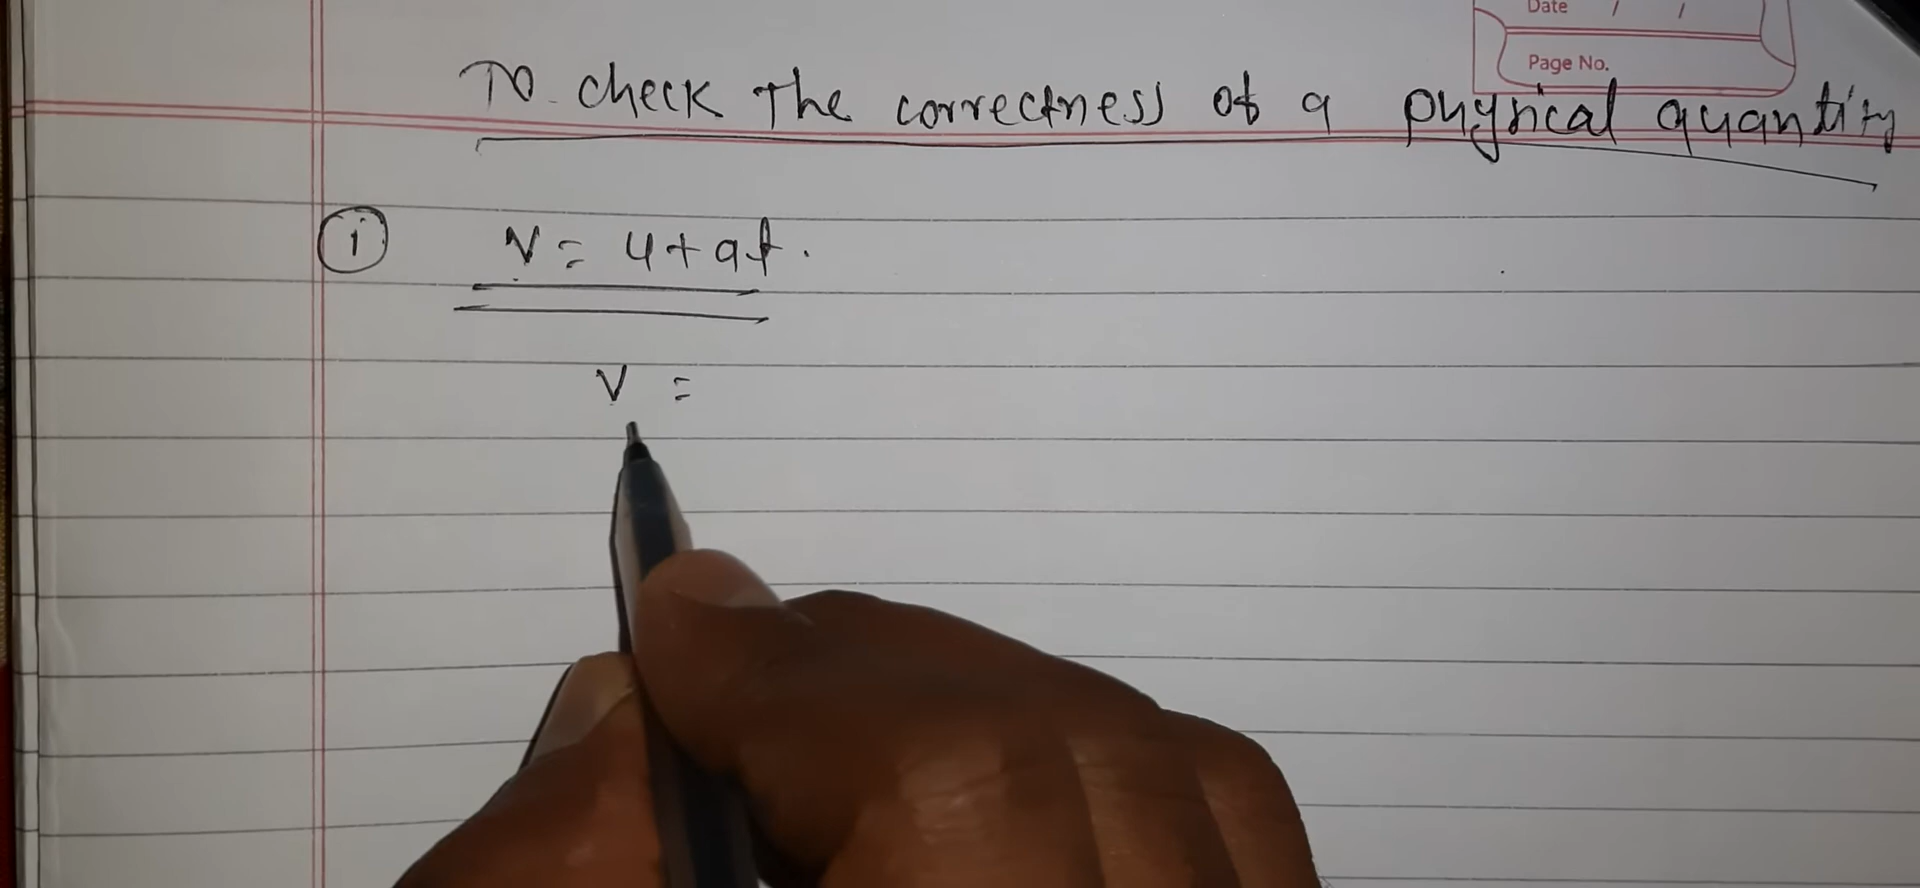 Date / /
Page No.
To check The correctness of a physical quantity
i v = u + at.
v =